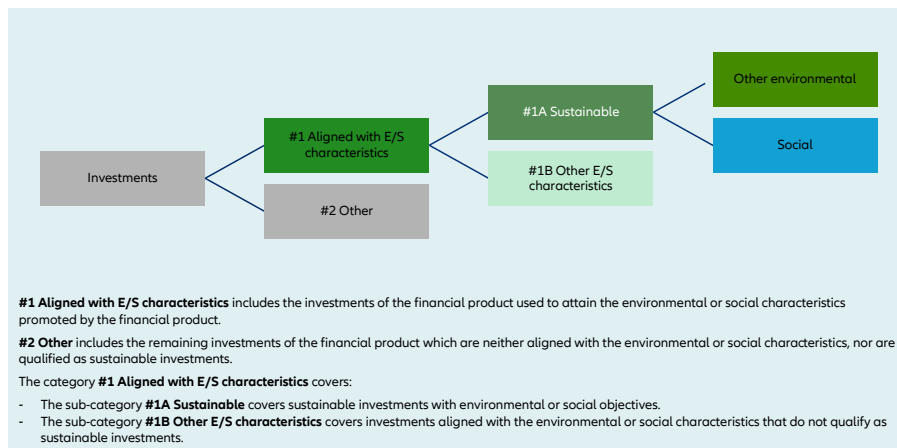 Other environmental
#1A Sustainable
#1 Aligned with E/S
characteristics
Social
Investments
#1B Other E/S
characteristics
#2 Other
#1 Aligned with E/S characteristics includes the investments of the financial product used to attain the environmental or social characteristics
promoted by the financial product.
#2 Other includes the remaining investments of the financial product which are neither aligned with the environmental or social characteristics, nor are
qualified as sustainable investments.
The category #1 Aligned with E/S characteristics covers:
- The sub-category #1A Sustainable covers sustainable investments with environmental or social objectives.
- The sub-category #1B Other E/S characteristics covers investments aligned with the environmental or social characteristics that do not qualify as
sustainable investments.